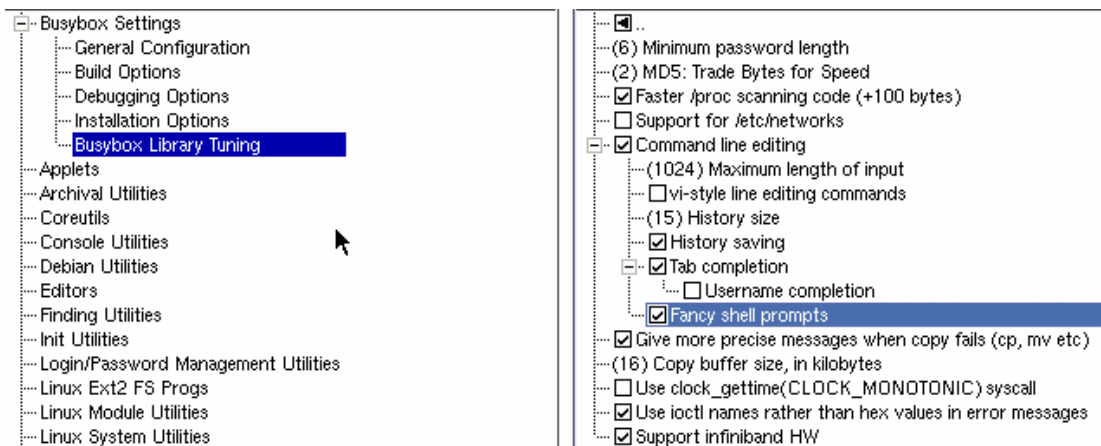 Busybox Settings
General Configuration
Build Options
Debugging Options
Installation Options
Busybox Library Tuning
Applets
Archival Utilities
Coreutils
Console Utilities
Debian Utilities
Editors
Finding Utilities
Init Utilities
Login/Password Management Utilities
Linux Ext2 FS Progs
Linux Module Utilities
Linux System Utilities
..
(6) Minimum password length
(2) MD5: Trade Bytes for Speed
Faster /proc scanning code (+100 bytes)
Support for /etc/networks
Command line editing
(1024) Maximum length of input
vi-style line editing commands
(15) History size
History saving
Tab completion
Username completion
Fancy shell prompts
Give more precise messages when copy fails (cp, mv etc)
(16) Copy buffer size, in kilobytes
Use clock_gettime(CLOCK_MONOTONIC) syscall
Use ioctl names rather than hex values in error messages
Support infiniband HW